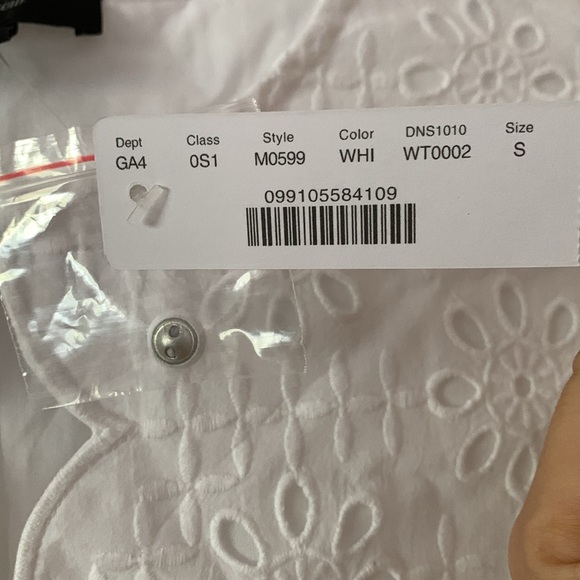 Dept Class Style Color DNS1010 Size
GA4 0S1 M0599 WHI WT0002 S
099105584109